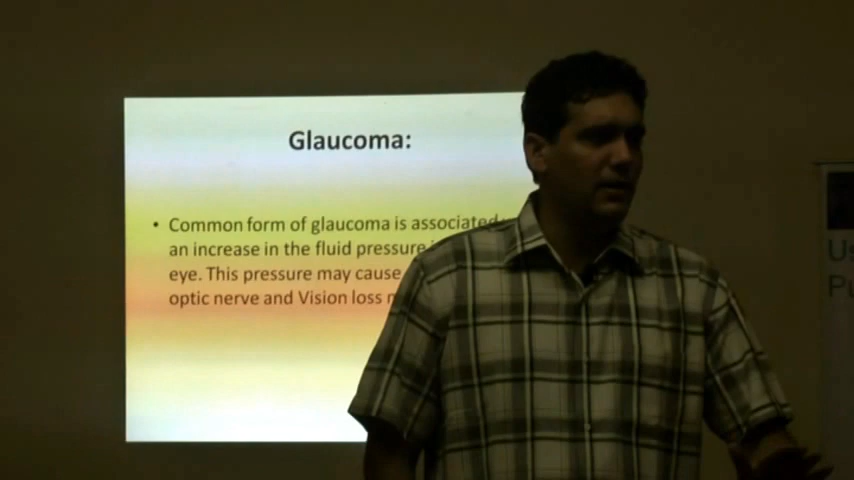 Glaucoma:
• Common form of glaucoma is associated
an increase in the fluid pressure
eye. This pressure may cause
optic nerve and Vision loss